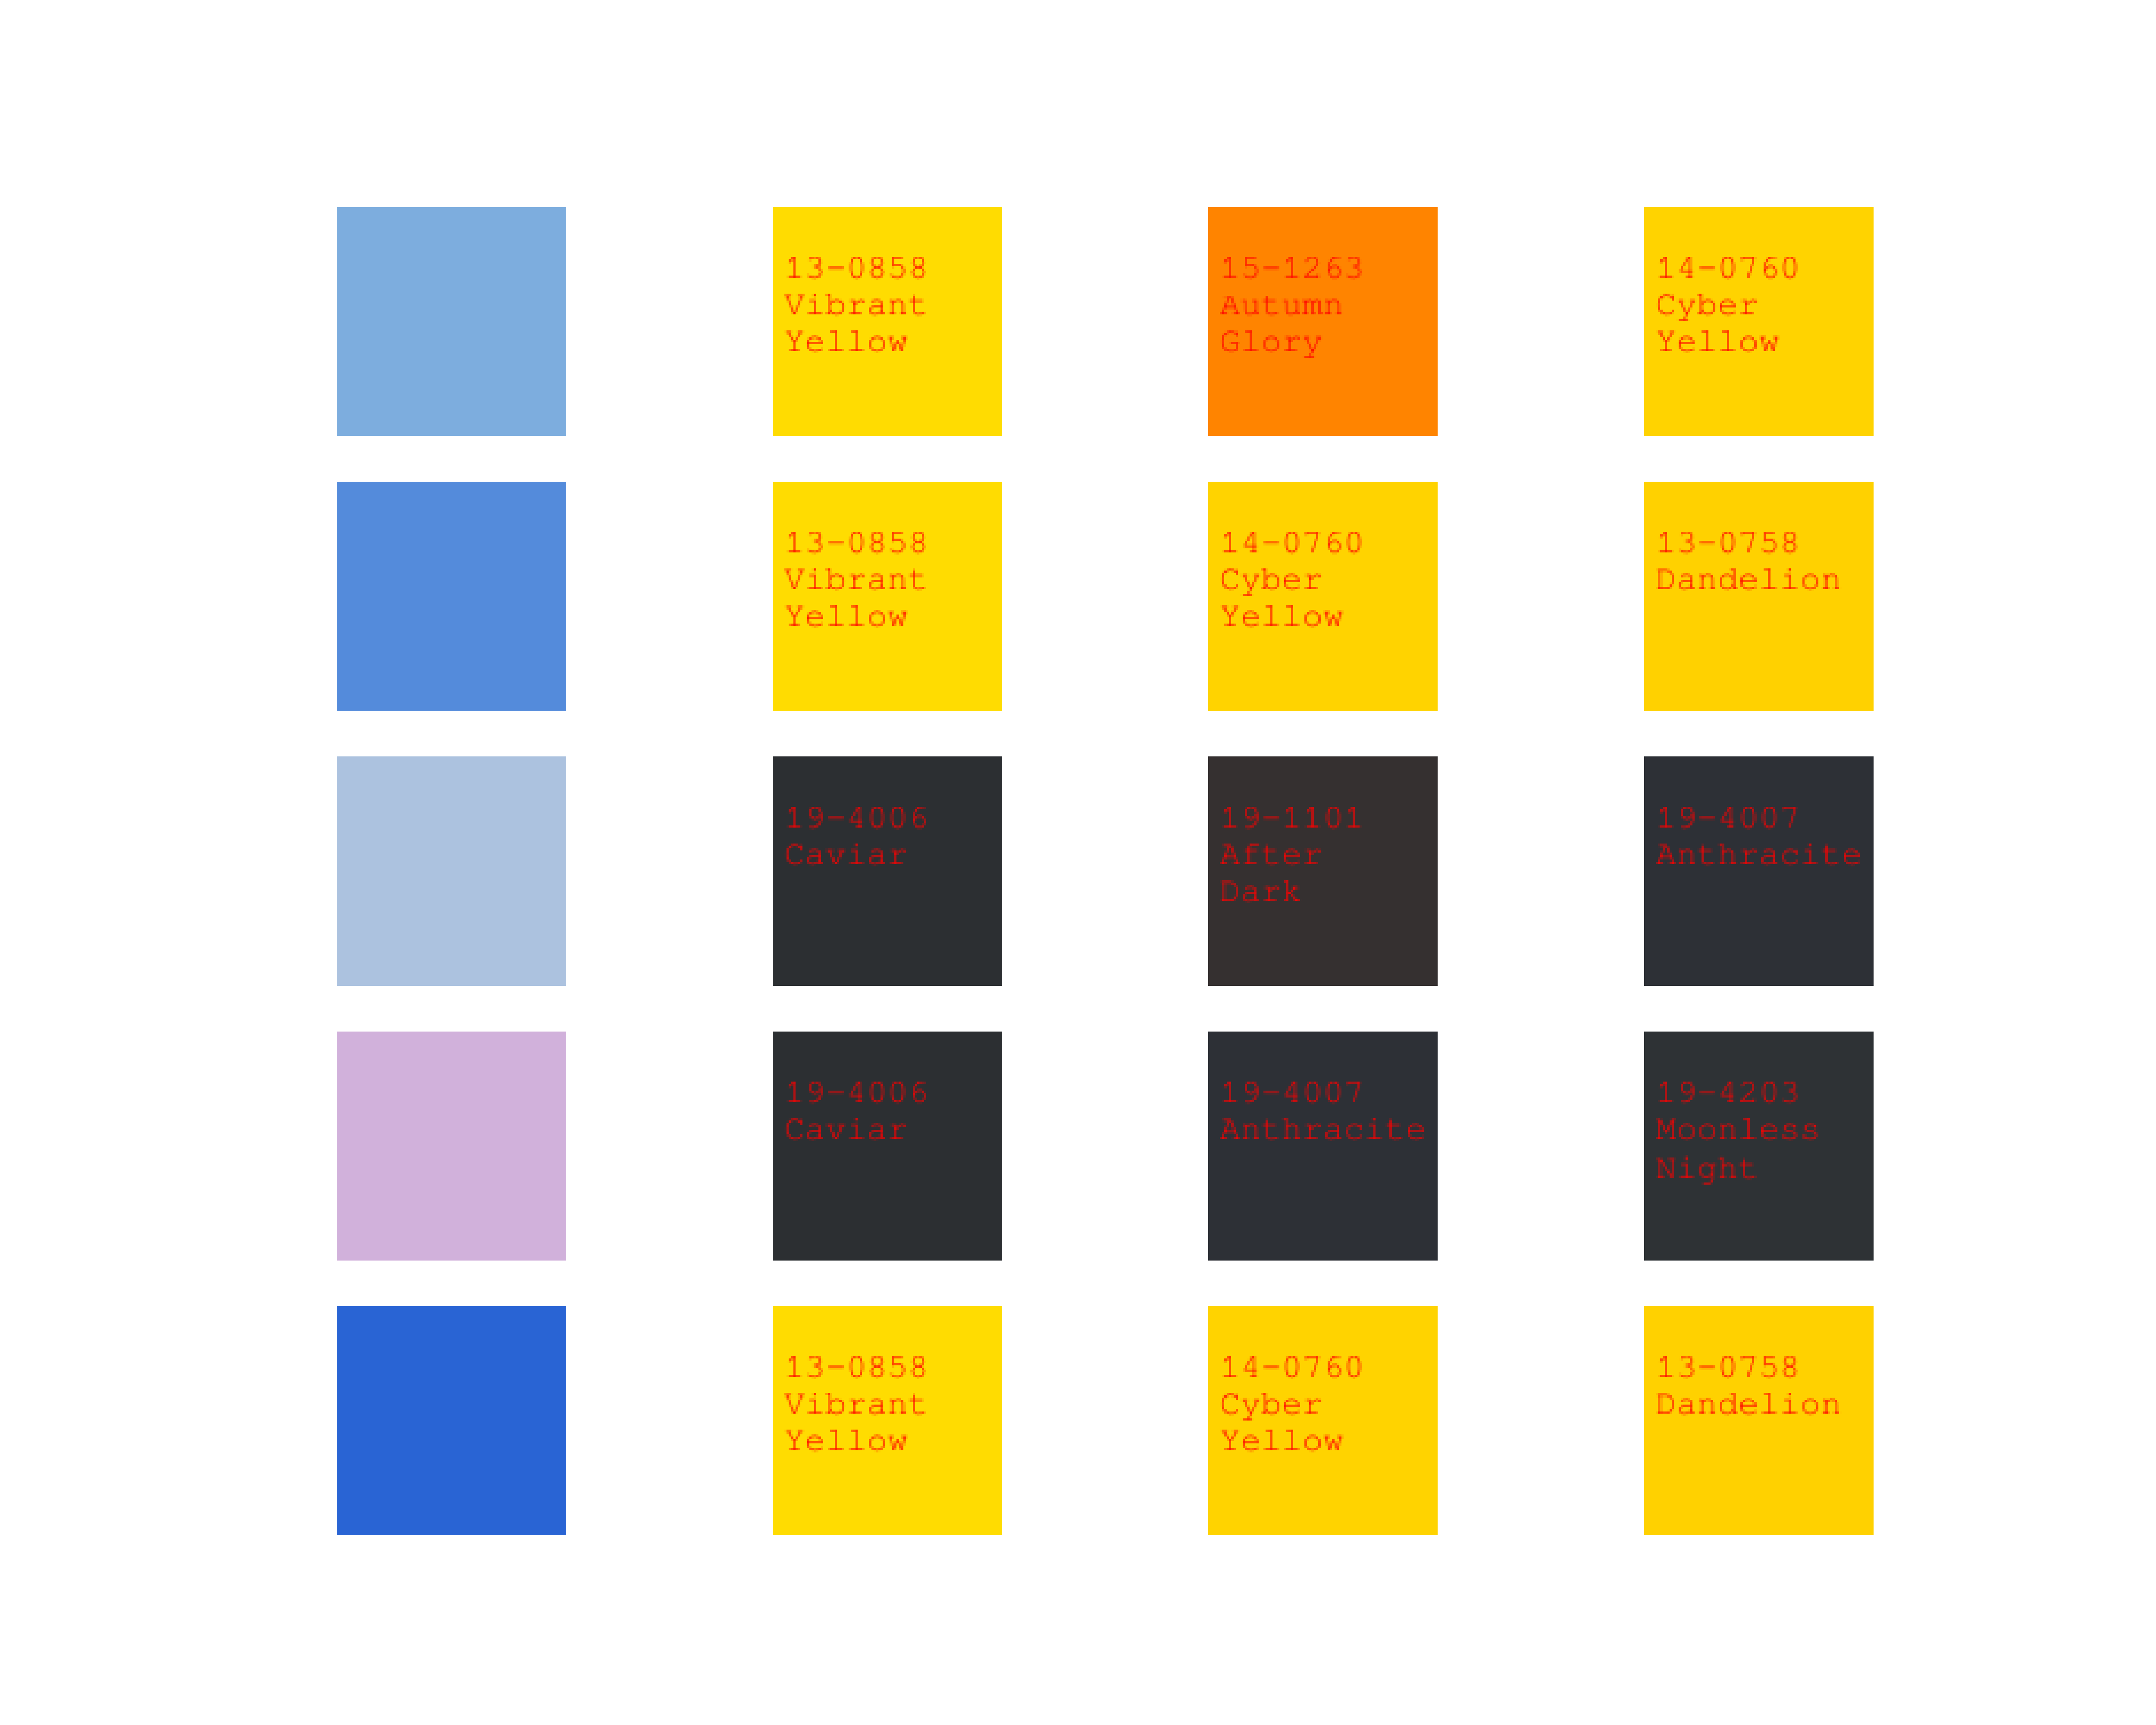 13-0858
Vibrant
Yellow
15-1263
Autumn
Glory
14-0760
Cyber
Yellow
13-0858
Vibrant
Yellow
14-0760
Cyber
Yellow
13-0758
Dandelion
19-4006
Caviar
19-1101
After
Dark
19-4007
Anthracite
19-4006
Caviar
19-4007
Anthracite
19-4203
Moonless
Night
13-0858
Vibrant
Yellow
14-0760
Cyber
Yellow
13-0758
Dandelion